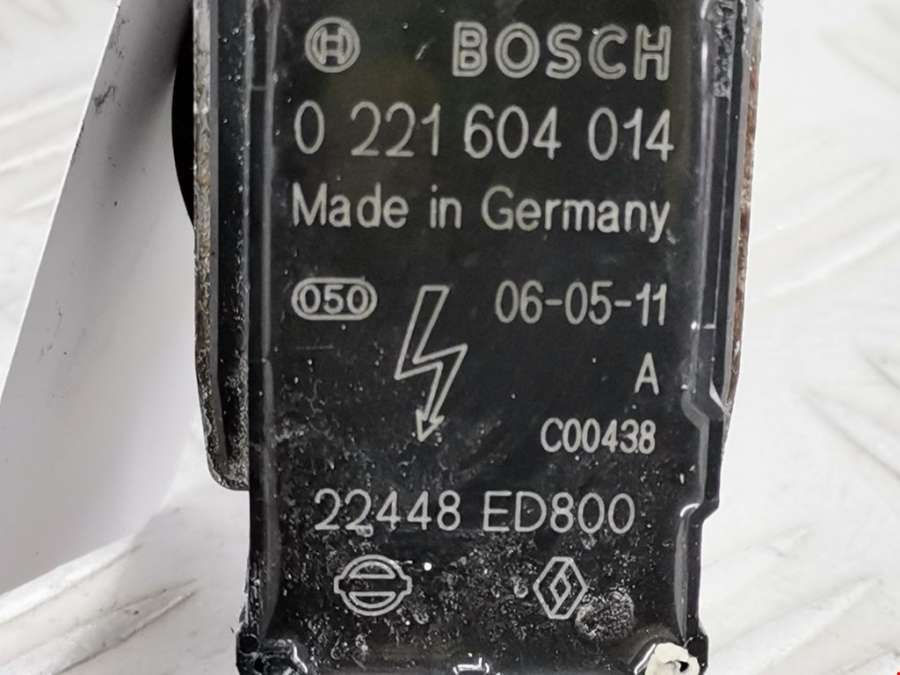 BOSCH
0 221 604 014
Made in Germany
050 06-05-11
A
C00438
22448 ED800